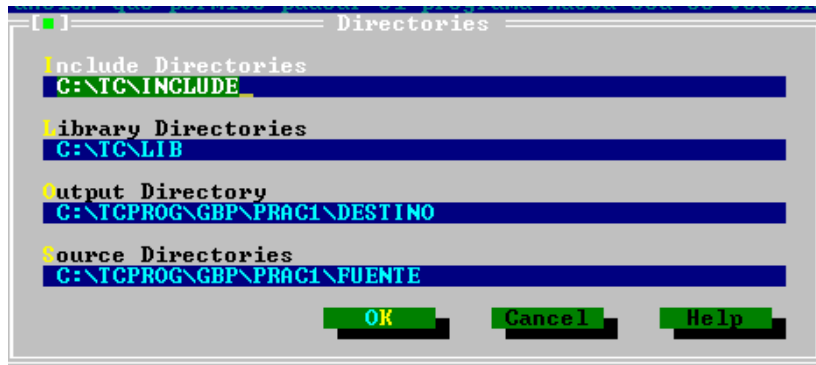 [■] Directories
Include Directories
C:\TC\INCLUDE
Library Directories
C:\TC\LIB
Output Directory
C:\TCPROG\GBP\PRAC1\DESTINO
Source Directories
C:\TCPROG\GBP\PRAC1\FUENTE
OK Cancel Help